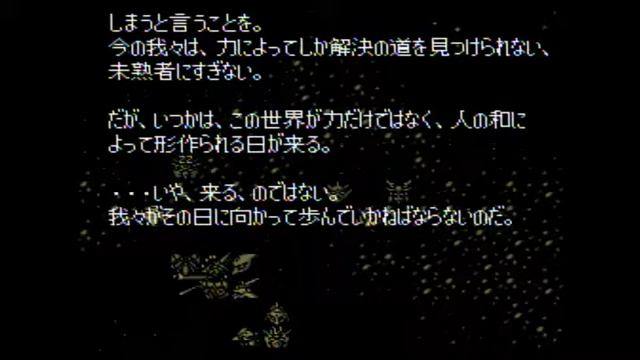 しまうと言うことを。
今の我々は、力によってしか解決の道を見つけられない、
未熟者にすぎない。
だが、いつかは、この世界が力だけではなく、人の和に
よって形作られる日が来る。
・・・いや、来る、のではない。
我々がその日に向かって歩んでいかねばならないのだ。